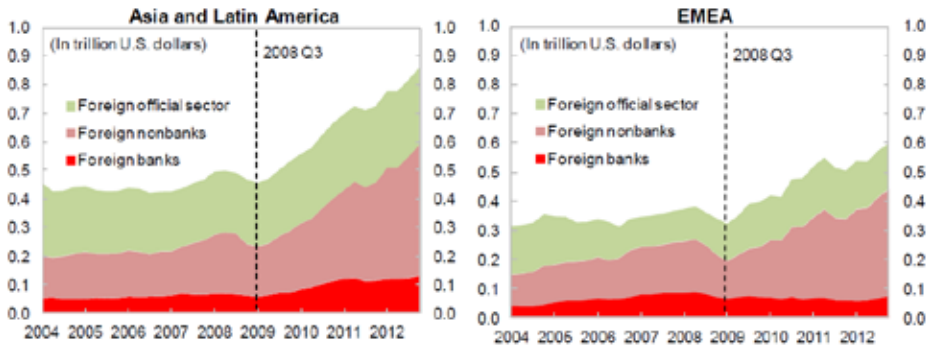 Asia and Latin America
1.0 1.0
(In trillion U.S. dollars)
0.9 0.9
2008 Q3
0.8 0.8
Foreign official sector
0.7 0.7
Foreign nonbanks
0.6 0.6
Foreign banks
0.5 0.5
0.4 0.4
0.3 0.3
0.2 0.2
0.1 0.1
0.0 0.0
2004 2005 2006 2007 2008 2009 2010 2011 2012
EMEA
1.0 1.0
(In trillion U.S. dollars)
0.9 0.9
2008 Q3
0.8 0.8
Foreign official sector
0.7 0.7
Foreign nonbanks
0.6 0.6
Foreign banks
0.5 0.5
0.4 0.4
0.3 0.3
0.2 0.2
0.1 0.1
0.0 0.0
2004 2005 2006 2007 2008 2009 2010 2011 2012